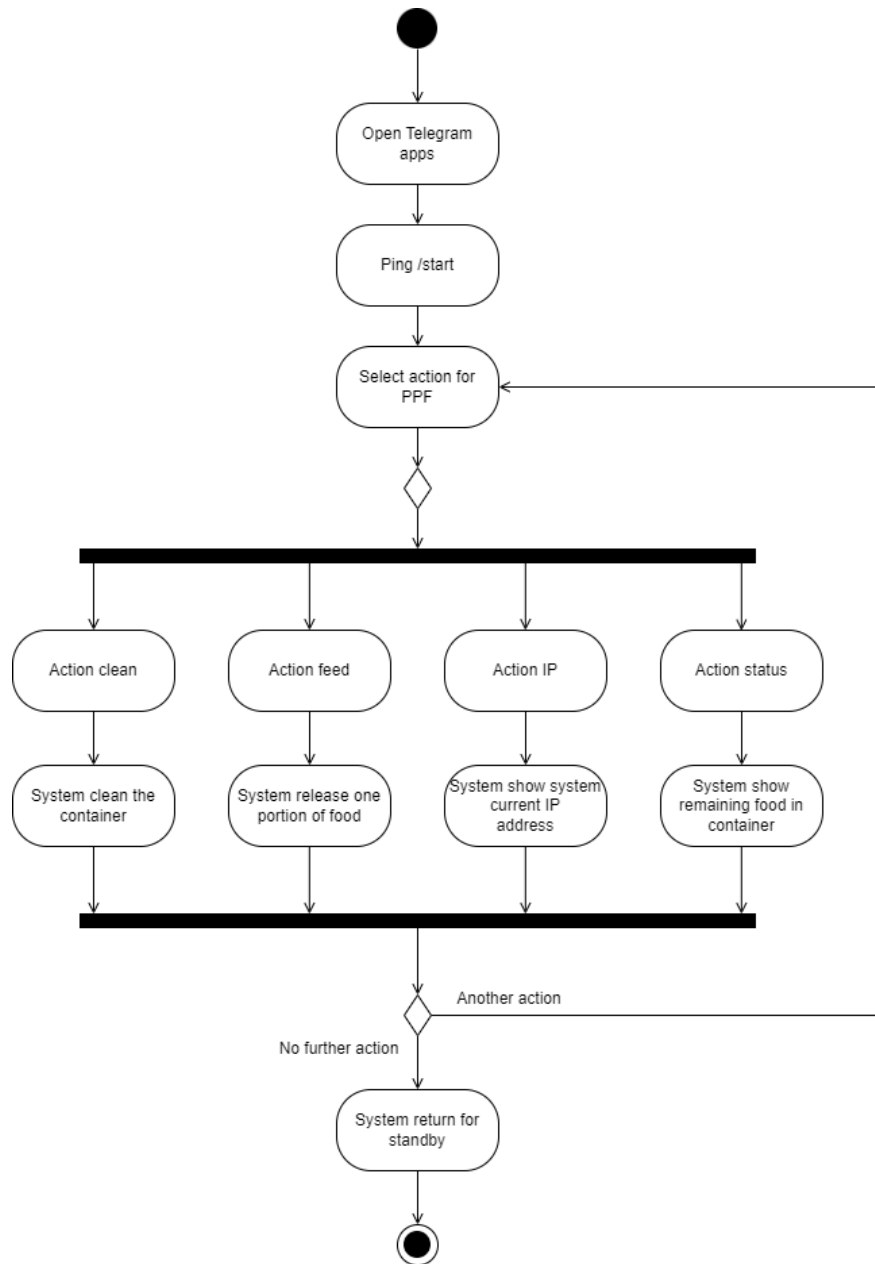 Open Telegram
apps
Ping /start
Select action for
PPF
Action clean
Action feed
Action IP
Action status
System clean the
container
System release one
portion of food
System show system
current IP
address
System show
remaining food in
container
Another action
No further action
System return for
standby